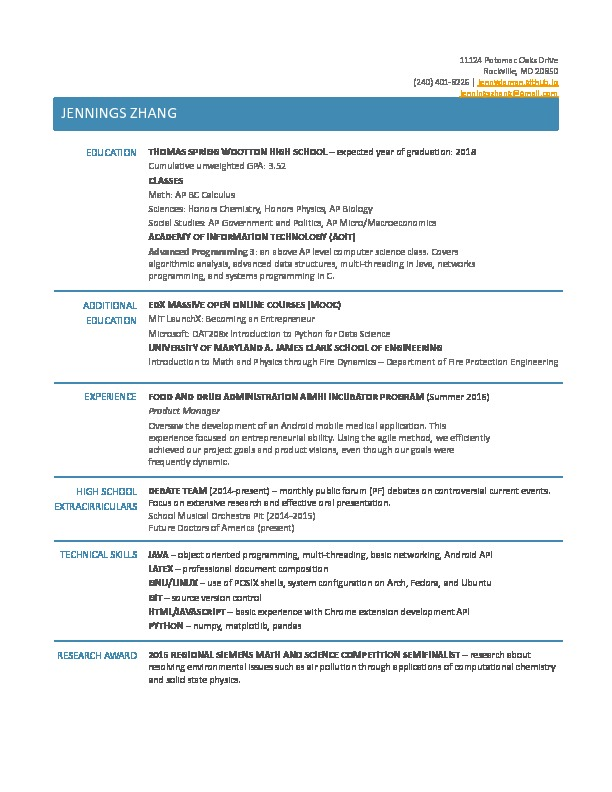 11124 Potomac Oaks Drive
Rockville, MD 20850
(240) 401-8226 | jennydaman.github.io
jenningszhang@gmail.com
JENNINGS ZHANG
EDUCATION
THOMAS SPRIGG WOOTTON HIGH SCHOOL – expected year of graduation: 2018
Cumulative unweighted GPA: 3.52
CLASSES
Math: AP BC Calculus
Sciences: Honors Chemistry, Honors Physics, AP Biology
Social Studies: AP Government and Politics, AP Micro/Macroeconomics
ACADEMY OF INFORMATION TECHNOLOGY (AOIT)
Advanced Programming 3: an above AP level computer science class. Covers
algorithmic analysis, advanced data structures, multi-threading in Java, networks
programming, and systems programming in C.
ADDITIONAL
EDUCATION
EDX MASSIVE OPEN ONLINE COURSES (MOOC)
MIT LaunchX: Becoming an Entrepreneur
Microsoft: DAT208x Introduction to Python for Data Science
UNIVERSITY OF MARYLAND A. JAMES CLARK SCHOOL OF ENGINEERING
Introduction to Math and Physics through Fire Dynamics – Department of Fire Protection Engineering
EXPERIENCE
FOOD AND DRUG ADMINISTRATION AIMHI INCUBATOR PROGRAM (Summer 2016)
Product Manager
Oversaw the development of an Android mobile medical application. This
experience focused on entrepreneurial ability. Using the agile method, we efficiently
achieved our project goals and product visions, even though our goals were
frequently dynamic.
HIGH SCHOOL
EXTRACIRRICULARS
DEBATE TEAM (2014-present) – monthly public forum (PF) debates on controversial current events.
Focus on extensive research and effective oral presentation.
School Musical Orchestra Pit (2014-2015)
Future Doctors of America (present)
TECHNICAL SKILLS
JAVA – object oriented programming, multi-threading, basic networking, Android API
LATEX – professional document composition
GNU/LINUX – use of POSIX shells, system configuration on Arch, Fedora, and Ubuntu
GIT – source version control
HTML/JAVASCRIPT – basic experience with Chrome extension development API
PYTHON – numpy, matplotlib, pandas
RESEARCH AWARD
2016 REGIONAL SIEMENS MATH AND SCIENCE COMPETITION SEMIFINALIST – research about
resolving environmental issues such as air pollution through applications of computational chemistry
and solid state physics.